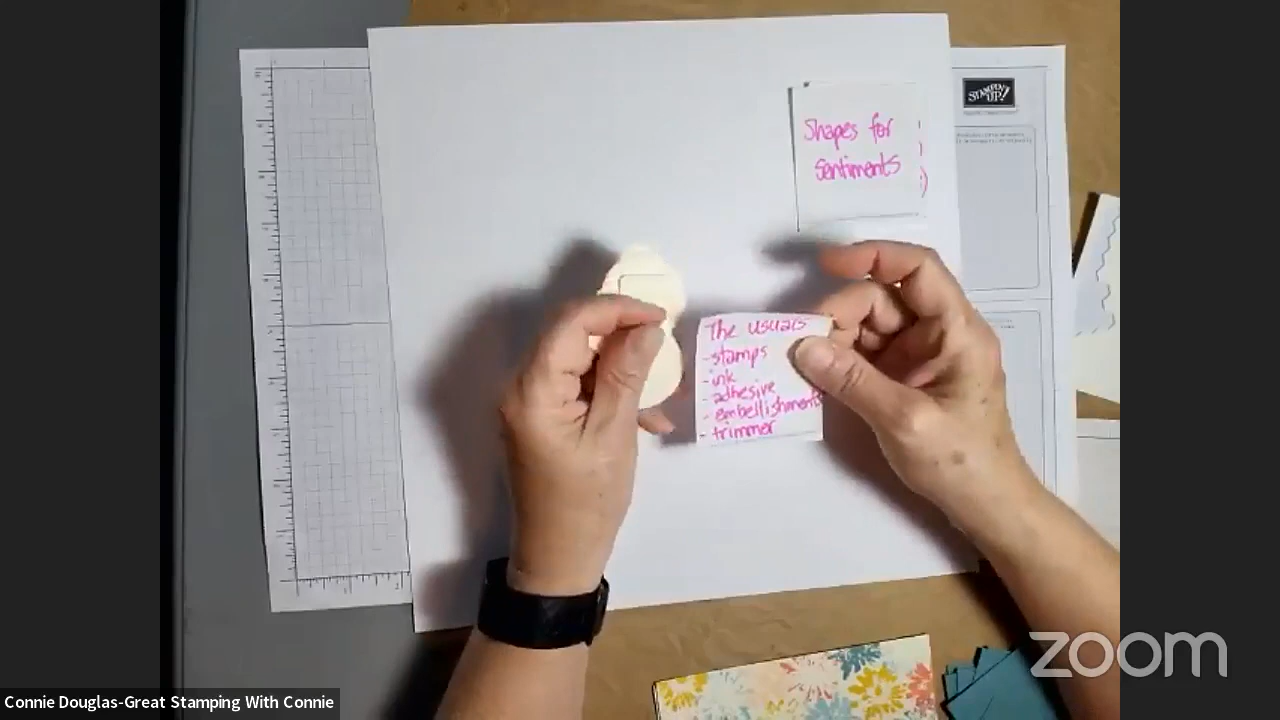 STAMPIN' UP!
Shapes for
sentiments
The usuals
- stamps
- ink
- adhesive
- embellishments
- trimmer
zoom
Connie Douglas-Great Stamping With Connie